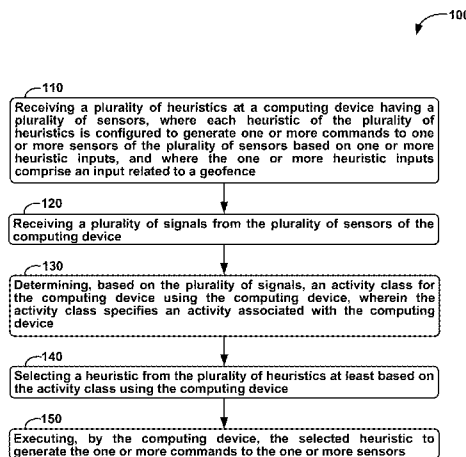 100
110
Receiving a plurality of heuristics at a computing device having a
plurality of sensors, where each heuristic of the plurality of
heuristics is configured to generate one or more commands to one
or more sensors of the plurality of sensors based on one or more
heuristic inputs, and where the one or more heuristic inputs
comprise an input related to a geofence
120
Receiving a plurality of signals from the plurality of sensors of the
computing device
130
Determining, based on the plurality of signals, an activity class for
the computing device using the computing device, wherein the
activity class specifies an activity associated with the computing
device
140
Selecting a heuristic from the plurality of heuristics at least based on
the activity class using the computing device
150
Executing, by the computing device, the selected heuristic to
generate the one or more commands to the one or more sensors